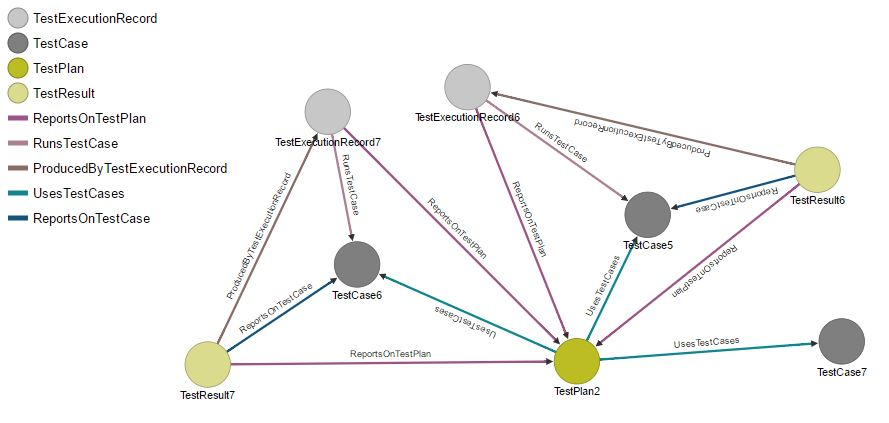 TestExecutionRecord
TestCase
TestPlan
TestResult
ReportsOnTestPlan
RunsTestCase
ProducedByTestExecutionRecord
UsesTestCases
ReportsOnTestCase
TestExecutionRecord7
TestExecutionRecord6
ProducedByTestExecutionRecord
RunsTestCase
RunsTestCase
TestResult6
ReportsOnTestCase
ProducedByTestExecutionRecord
ReportsOnTestPlan
ReportsOnTestPlan
TestCase5
ReportsOnTestPlan
TestCase6
UsesTestCases
ReportsOnTestCase
UsesTestCases
UsesTestCases
ReportsOnTestPlan
TestCase7
TestResult7
TestPlan2